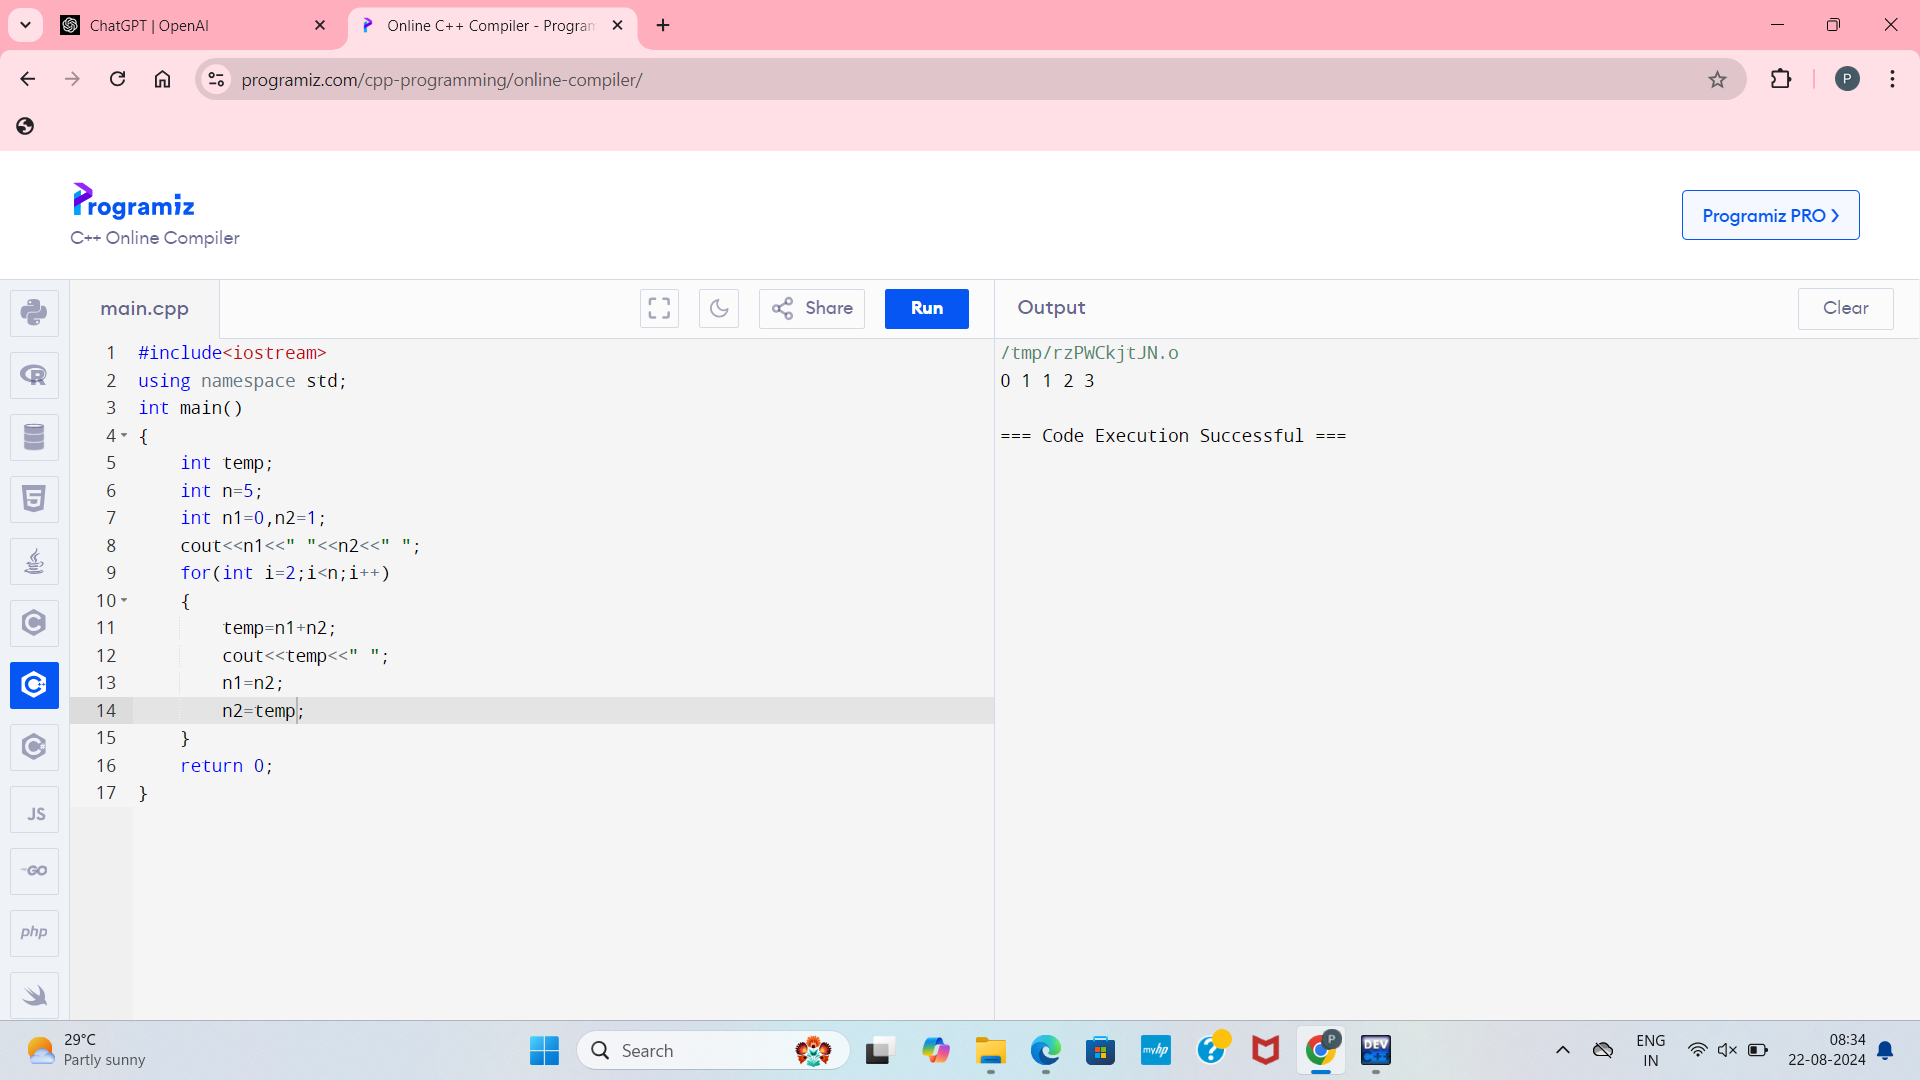 ChatGPT | OpenAI
Online C++ Compiler - Program
programiz.com/cpp-programming/online-compiler/
P
Programiz
C++ Online Compiler
Programiz PRO >
main.cpp
Share
Run
Output
Clear
1 #include<iostream>
2 using namespace std;
3 int main()
4 {
5 int temp;
6 int n=5;
7 int n1=0,n2=1;
8 cout<<n1<<" "<<n2<<" ";
9 for(int i=2;i<n;i++)
10 {
11 temp=n1+n2;
12 cout<<temp<<" ";
13 n1=n2;
14 n2=temp;
15 }
16 return 0;
17 }
/tmp/rzPWCkjtJN.o
0 1 1 2 3
=== Code Execution Successful ===
R
5
C
C+
C#
JS
GO
php
29°C
Partly sunny
Search
myhp
?
P
DEV
C++
ENG
IN
08:34
22-08-2024